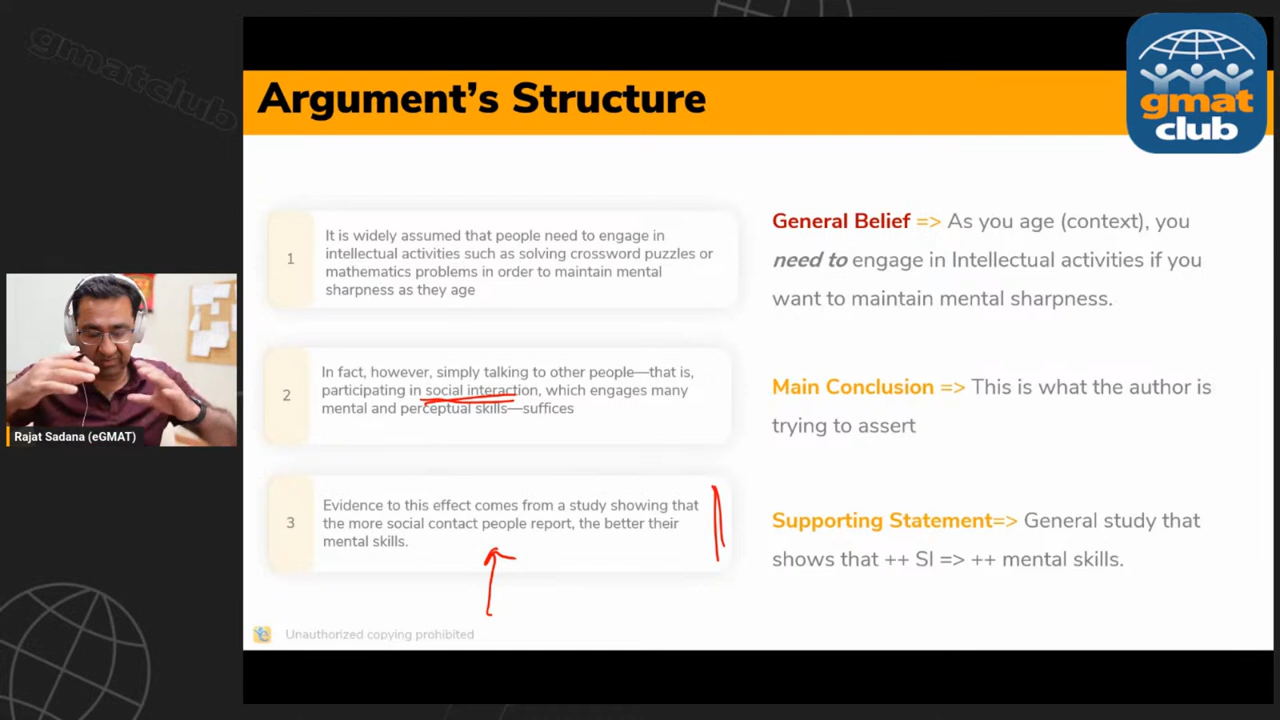 gmatclub
gmat
club
Argument's Structure
1
It is widely assumed that people need to engage in
intellectual activities such as solving crossword puzzles or
mathematics problems in order to maintain mental
sharpness as they age
General Belief => As you age (context), you
need to engage in Intellectual activities if you
want to maintain mental sharpness.
2
In fact, however, simply talking to other people—that is,
participating in social interaction, which engages many
mental and perceptual skills—suffices
Main Conclusion => This is what the author is
trying to assert
3
Evidence to this effect comes from a study showing that
the more social contact people report, the better their
mental skills.
Supporting Statement=> General study that
shows that ++ SI => ++ mental skills.
Rajat Sadana (eGMAT)
Unauthorized copying prohibited